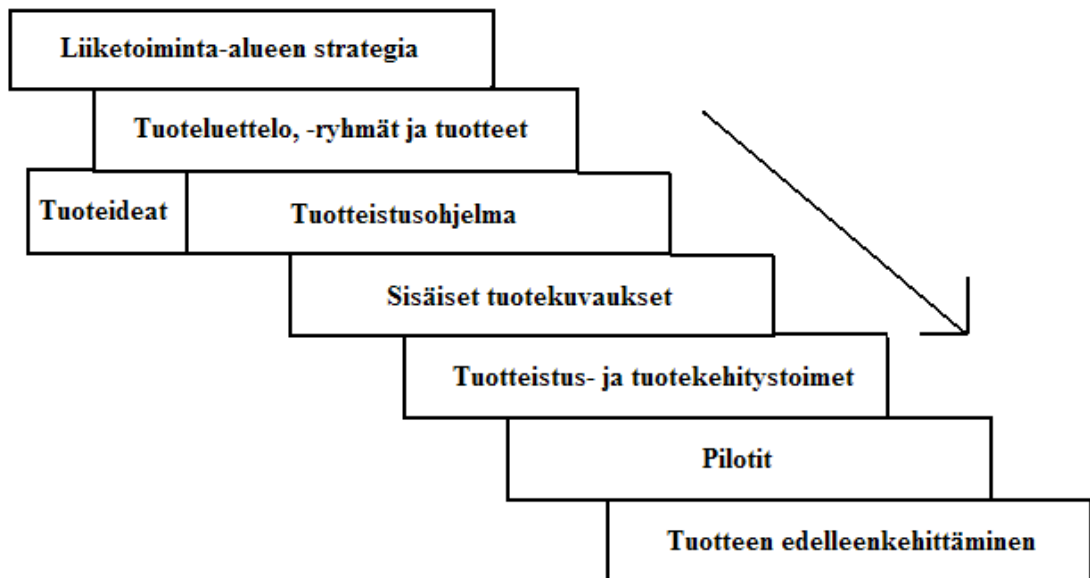 Liiketoiminta-alueen strategia
Tuoteluettelo, -ryhmät ja tuotteet
Tuoteideat
Tuotteistusohjelma
Sisäiset tuotekuvaukset
Tuotteistus- ja tuotekehitystoimet
Pilotit
Tuotteen edelleenkehittäminen